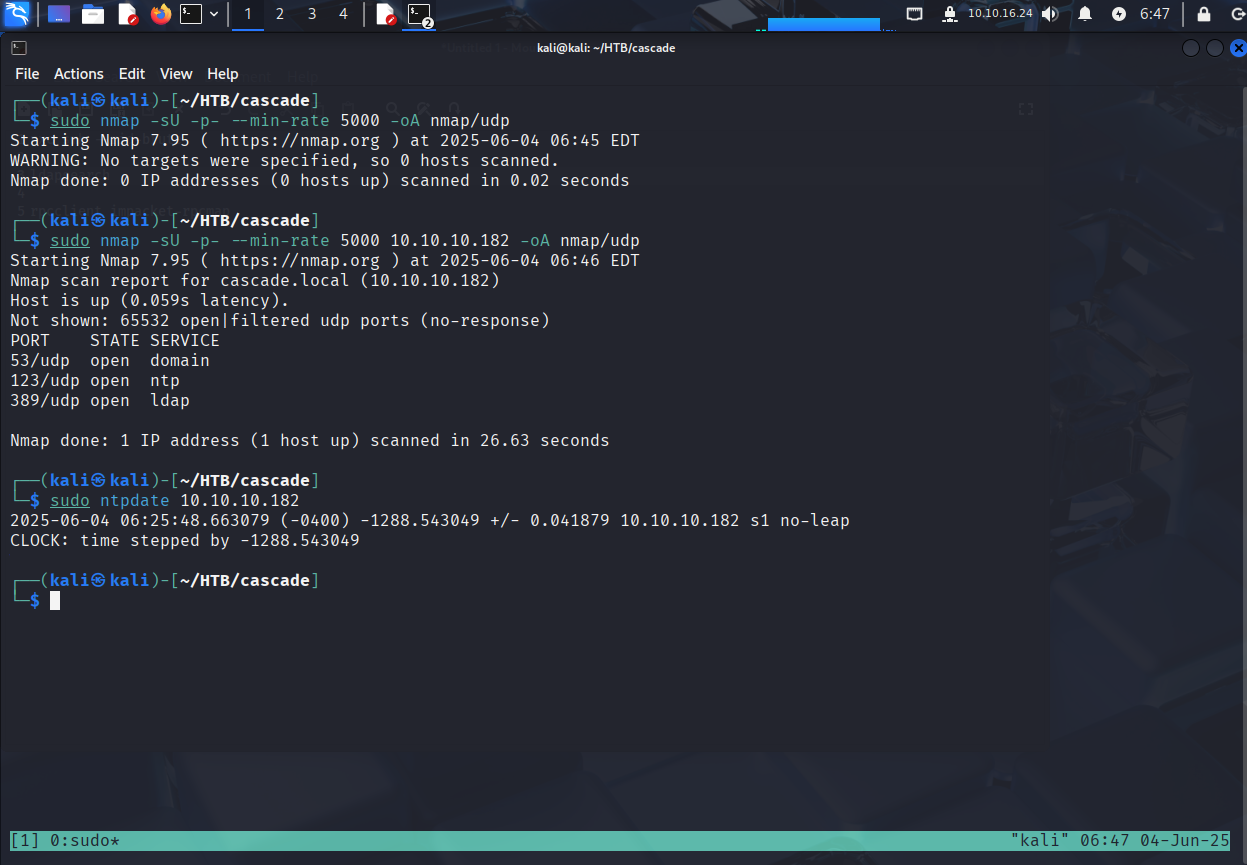 1 2 3 4 2 10.10.16.24 6:47
kali@kali: ~/HTB/cascade
File Actions Edit View Help
┌──(kali㉿kali)-[~/HTB/cascade]
└─$ sudo nmap -sU -p- --min-rate 5000 -oA nmap/udp
Starting Nmap 7.95 ( https://nmap.org ) at 2025-06-04 06:45 EDT
WARNING: No targets were specified, so 0 hosts scanned.
Nmap done: 0 IP addresses (0 hosts up) scanned in 0.02 seconds
┌──(kali㉿kali)-[~/HTB/cascade]
└─$ sudo nmap -sU -p- --min-rate 5000 10.10.10.182 -oA nmap/udp
Starting Nmap 7.95 ( https://nmap.org ) at 2025-06-04 06:46 EDT
Nmap scan report for cascade.local (10.10.10.182)
Host is up (0.059s latency).
Not shown: 65532 open|filtered udp ports (no-response)
PORT    STATE SERVICE
53/udp  open  domain
123/udp open  ntp
389/udp open  ldap
Nmap done: 1 IP address (1 host up) scanned in 26.63 seconds
┌──(kali㉿kali)-[~/HTB/cascade]
└─$ sudo ntpdate 10.10.10.182
2025-06-04 06:25:48.663079 (-0400) -1288.543049 +/- 0.041879 10.10.10.182 s1 no-leap
CLOCK: time stepped by -1288.543049
┌──(kali㉿kali)-[~/HTB/cascade]
└─$
[1] 0:sudo* "kali" 06:47 04-Jun-25